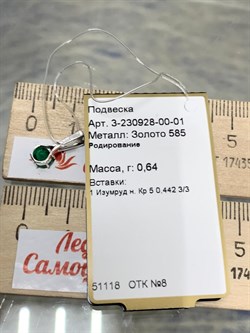 Подвеска
Арт. 3-230928-00-01
Металл: Золото 585
Родирование
Масса, г: 0,64
Вставки:
1 Изумруд н. Кр 5 0,442 3/3
51118 ОТК №8